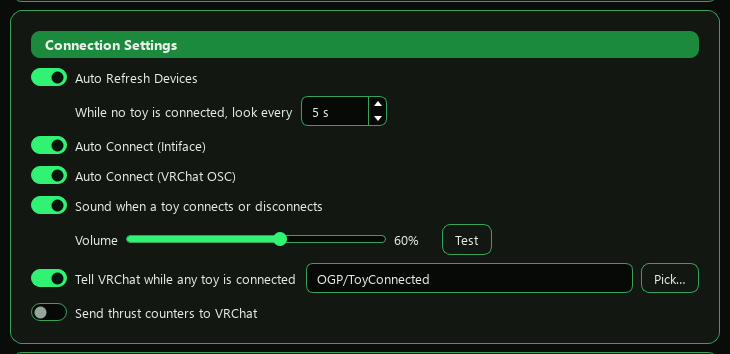 Connection Settings
Auto Refresh Devices
While no toy is connected, look every 5 s
Auto Connect (Intiface)
Auto Connect (VRChat OSC)
Sound when a toy connects or disconnects
Volume 60% Test
Tell VRChat while any toy is connected OGP/ToyConnected Pick...
Send thrust counters to VRChat